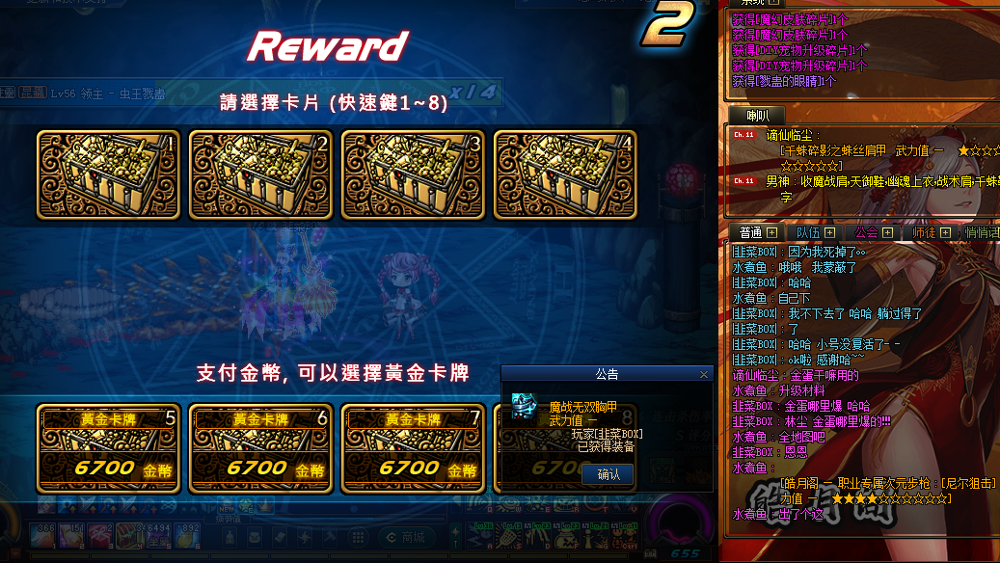 Reward
2
Lv56 领主 - 虫王戮蛊
x14
請選擇卡片 (快速鍵1~8)
1
2
3
4
支付金幣, 可以選擇黃金卡牌
黃金卡牌 5
6700 金幣
黃金卡牌 6
6700 金幣
黃金卡牌 7
6700 金幣
8
公告
魔战无双胸甲
武力值 一
玩家[韭菜BOX]
已获得装备
确认
商城
655
获得[魔幻皮肤碎片]1个
获得[魔幻皮肤碎片]1个
获得[DIY宠物升级碎片]1个
获得[DIY宠物升级碎片]1个
获得[戮蛊的眼睛]1个
喇叭
Ch.11 谪仙临尘:
[千蛛碎影之蛛丝肩甲 武力值 一 ★☆☆☆
☆☆☆☆☆]
Ch.11 男神:收魔战肩,天御鞋,幽魂上衣,战术肩,千蛛
字
普通 队伍 公会 师徒 悄悄话
[韭菜BOX]:因为我死掉了
水煮鱼:哦哦 我蒙蔽了
[韭菜BOX]:哈哈
水煮鱼:自己下
[韭菜BOX]:我不下去了 哈哈 躺过得了
[韭菜BOX]:了
[韭菜BOX]:哈哈 小号没复活了- -
[韭菜BOX]:ok啦 感谢哈~~
谪仙临尘:金蛋干嘛用的
水煮鱼:升级材料
韭菜BOX:金蛋哪里爆 哈哈
韭菜BOX:林尘 金蛋哪里爆的!!!
水煮鱼:全地图吧
韭菜BOX:恩恩
水煮鱼:
[皓月阁 一 职业专属次元步枪:[尼尔狙击]
力值 一 ★★★★☆☆☆☆☆☆]
水煮鱼:出了个这
皓月阁